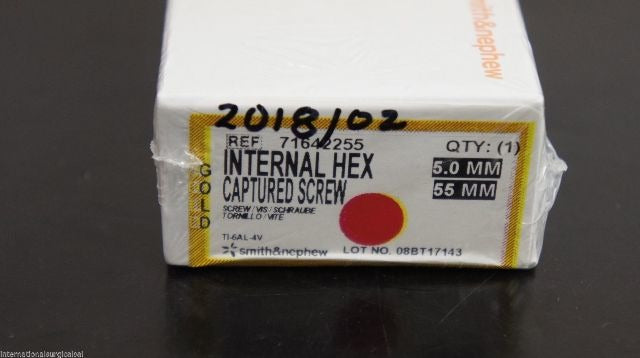 smith&nephew
2018/02
REF 71642255 QTY: (1)
INTERNAL HEX 5.0 MM
CAPTURED SCREW 55 MM
SCREW/VIS/SCHRAUBE
TORNILLO/VITE
GOLD
TI-6AL-4V
smith&nephew LOT NO. 08BT17143